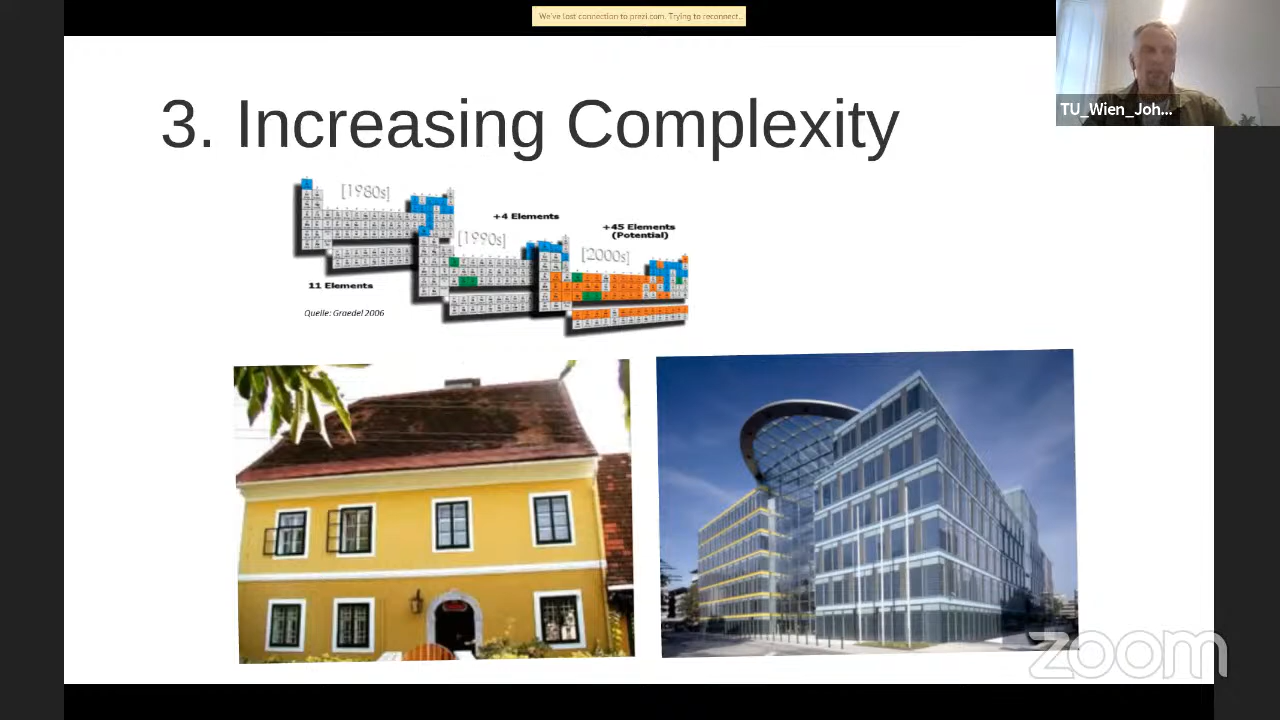 We've lost connection to prezi.com. Trying to reconnect...
TU_Wien_Joh...
3. Increasing Complexity
[1980s]
+4 Elements
+45 Elements
(Potential)
[1990s]
[2000s]
11 Elements
Quelle: Graedel 2006
zoom